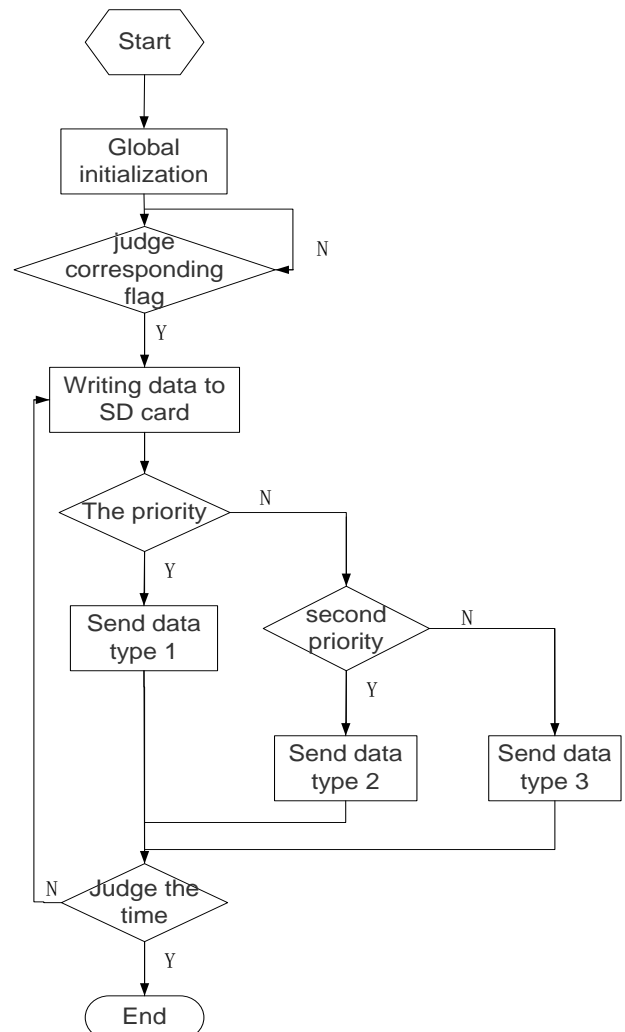 Start
Global
initialization
judge
corresponding
flag
N
Y
Writing data to
SD card
The priority
N
Y
Send data
type 1
second
priority
N
Y
Send data
type 2
Send data
type 3
Judge the
time
N
Y
End